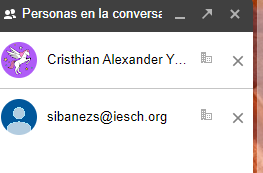 Personas en la conversa
Cristhian Alexander Y...
sibanezs@iesch.org